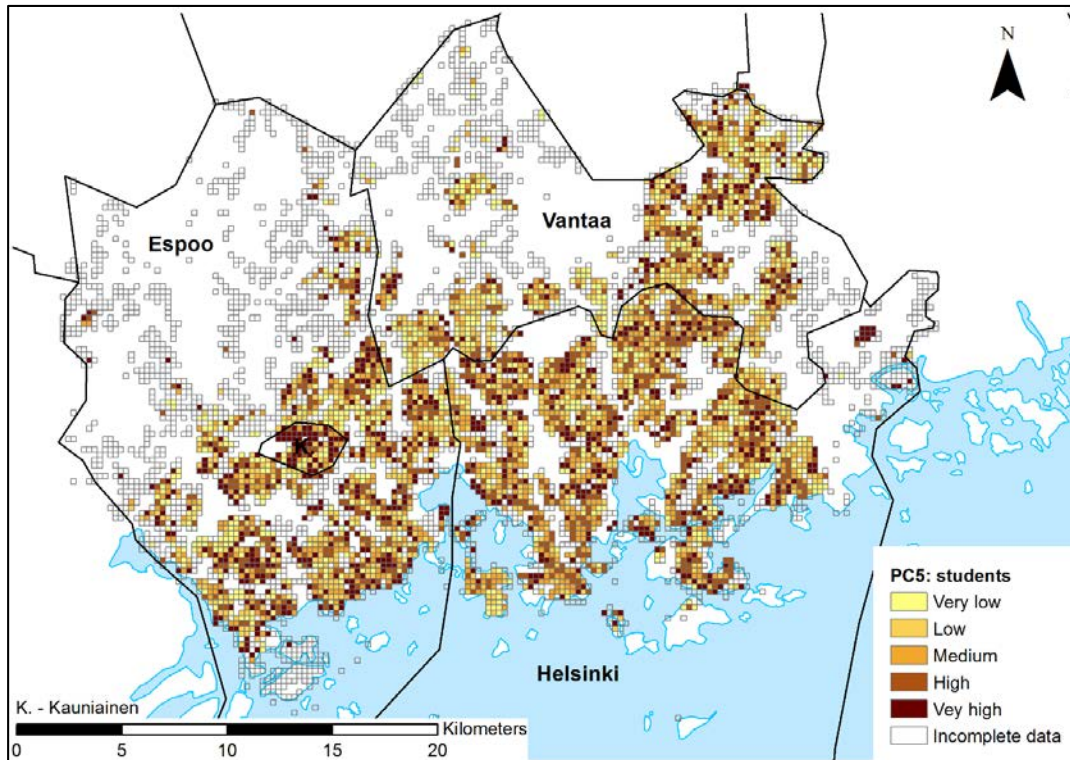 N
Vantaa
Espoo
K.
Helsinki
PC5: students
Very low
Low
Medium
High
Vey high
Incomplete data
K. - Kauniainen
Kilometers
0 5 10 15 20